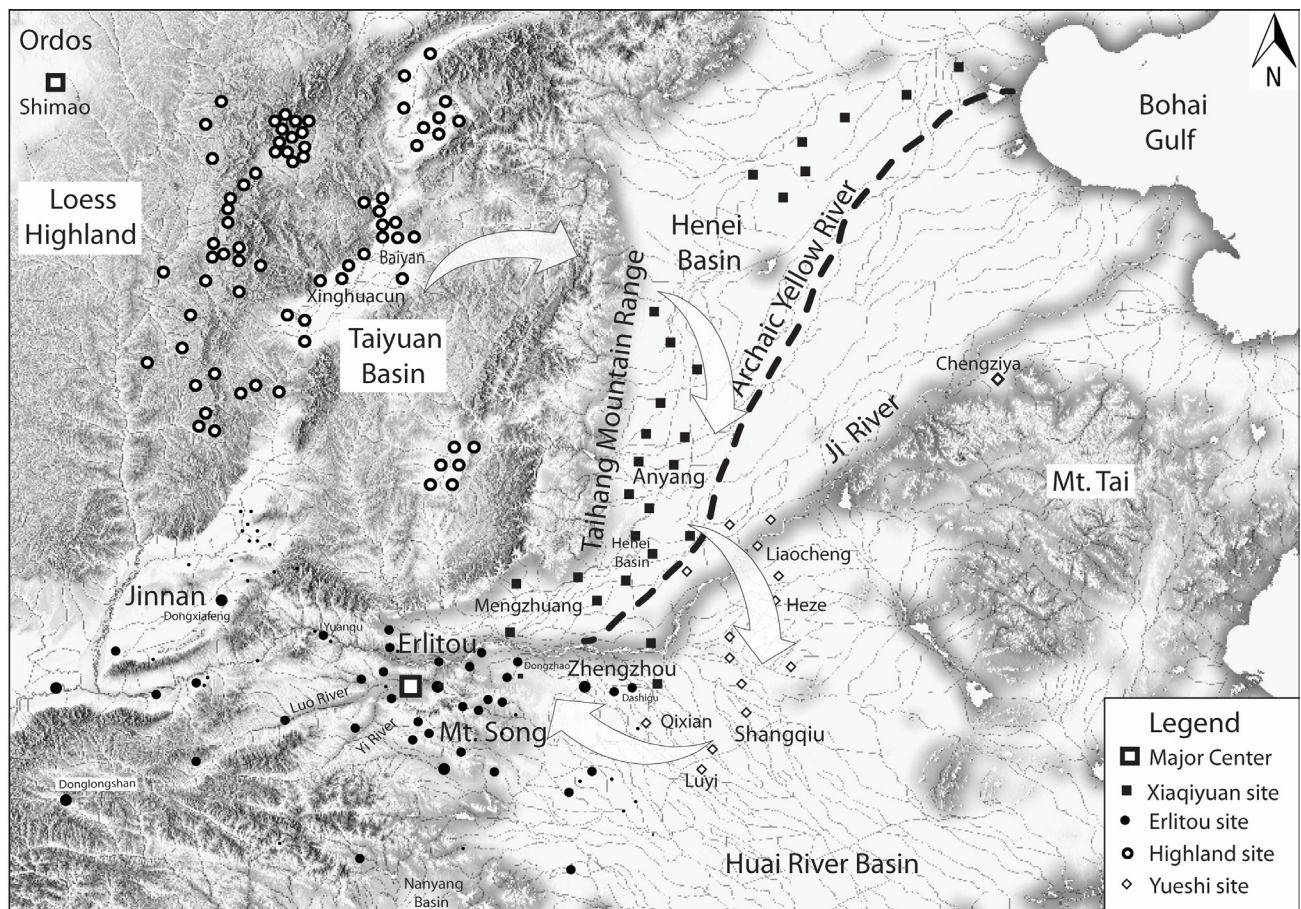 Ordos
Shimao
N
Bohai
Gulf
Loess
Highland
Henei
Basin
Baiyan
Xinghuacun
Taiyuan
Basin
Taihang Mountain Range
Archaic Yellow River
Chengziya
Ji River
Mt. Tai
Anyang
Henei
Basin
Liaocheng
Jinnan
Dongxiafeng
Mengzhuang
Heze
Yuangu
Erlitou
Dongzhao
Zhengzhou
Dashigu
Luo River
Yi River
Mt. Song
Qixian
Shangqiu
Luyi
Donglongshan
Huai River Basin
Nanyang
Basin
Legend
Major Center
Xiaqiyuan site
Erlitou site
Highland site
Yueshi site